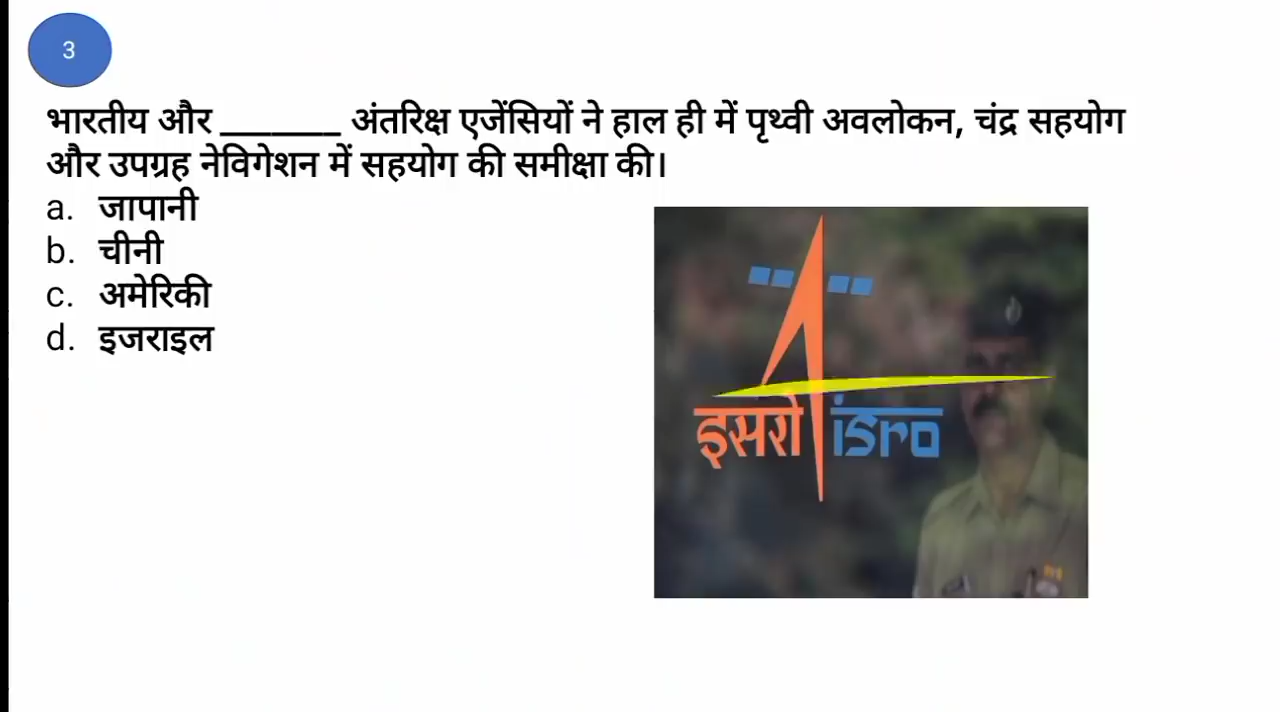 3
भारतीय और _______ अंतरिक्ष एजेंसियों ने हाल ही में पृथ्वी अवलोकन, चंद्र सहयोग
और उपग्रह नेविगेशन में सहयोग की समीक्षा की।
a. जापानी
b. चीनी
c. अमेरिकी
d. इजराइल
इसरो isro